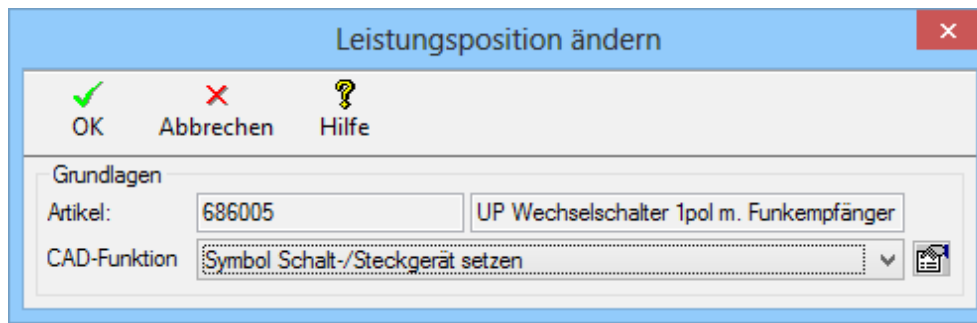 Leistungsposition ändern
OK Abbrechen Hilfe
Grundlagen
Artikel: 686005 UP Wechselschalter 1pol m. Funkempfänger
CAD-Funktion Symbol Schalt-/Steckgerät setzen